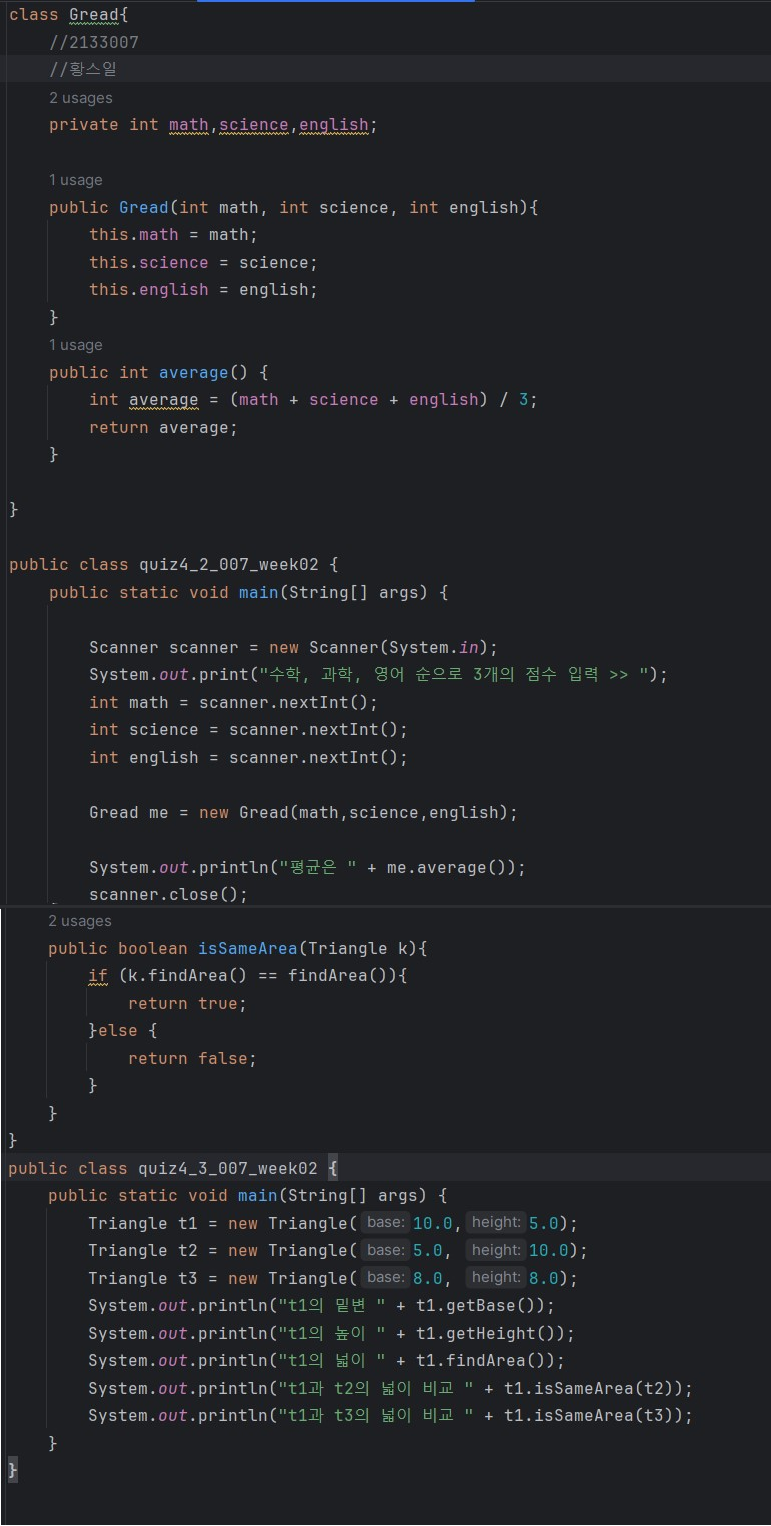 class Gread{
//2133007
//황스일
2 usages
private int math,science,english;
1 usage
public Gread(int math, int science, int english){
this.math = math;
this.science = science;
this.english = english;
}
1 usage
public int average() {
int average = (math + science + english) / 3;
return average;
}
}
public class quiz4_2_007_week02 {
public static void main(String[] args) {
Scanner scanner = new Scanner(System.in);
System.out.print("수학, 과학, 영어 순으로 3개의 점수 입력 >> ");
int math = scanner.nextInt();
int science = scanner.nextInt();
int english = scanner.nextInt();
Gread me = new Gread(math,science,english);
System.out.println("평균은 " + me.average());
scanner.close();
2 usages
public boolean isSameArea(Triangle k){
if (k.findArea() == findArea()){
return true;
}else {
return false;
}
}
}
public class quiz4_3_007_week02 {
public static void main(String[] args) {
Triangle t1 = new Triangle( base: 10.0, height: 5.0);
Triangle t2 = new Triangle( base: 5.0, height: 10.0);
Triangle t3 = new Triangle( base: 8.0, height: 8.0);
System.out.println("t1의 밑변 " + t1.getBase());
System.out.println("t1의 높이 " + t1.getHeight());
System.out.println("t1의 넓이 " + t1.findArea());
System.out.println("t1과 t2의 넓이 비교 " + t1.isSameArea(t2));
System.out.println("t1과 t3의 넓이 비교 " + t1.isSameArea(t3));
}
}